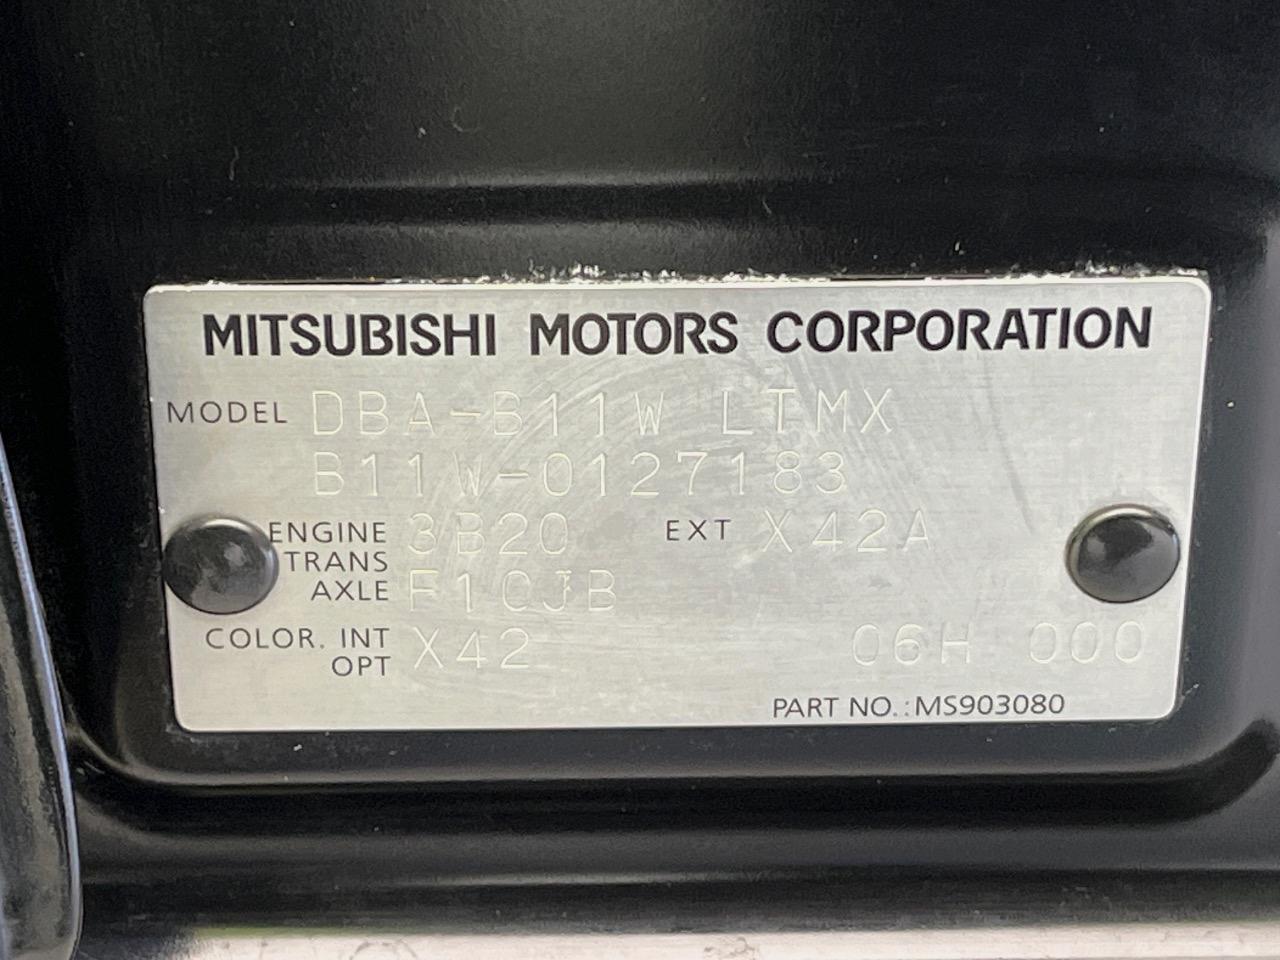 MITSUBISHI MOTORS CORPORATION
MODEL DBA-B11W LTMX
B11W-0127183
ENGINE 3B20 EXT X42A
TRANS
AXLE F1CJB
COLOR. INT X42 06H 000
OPT
PART NO.:MS903080